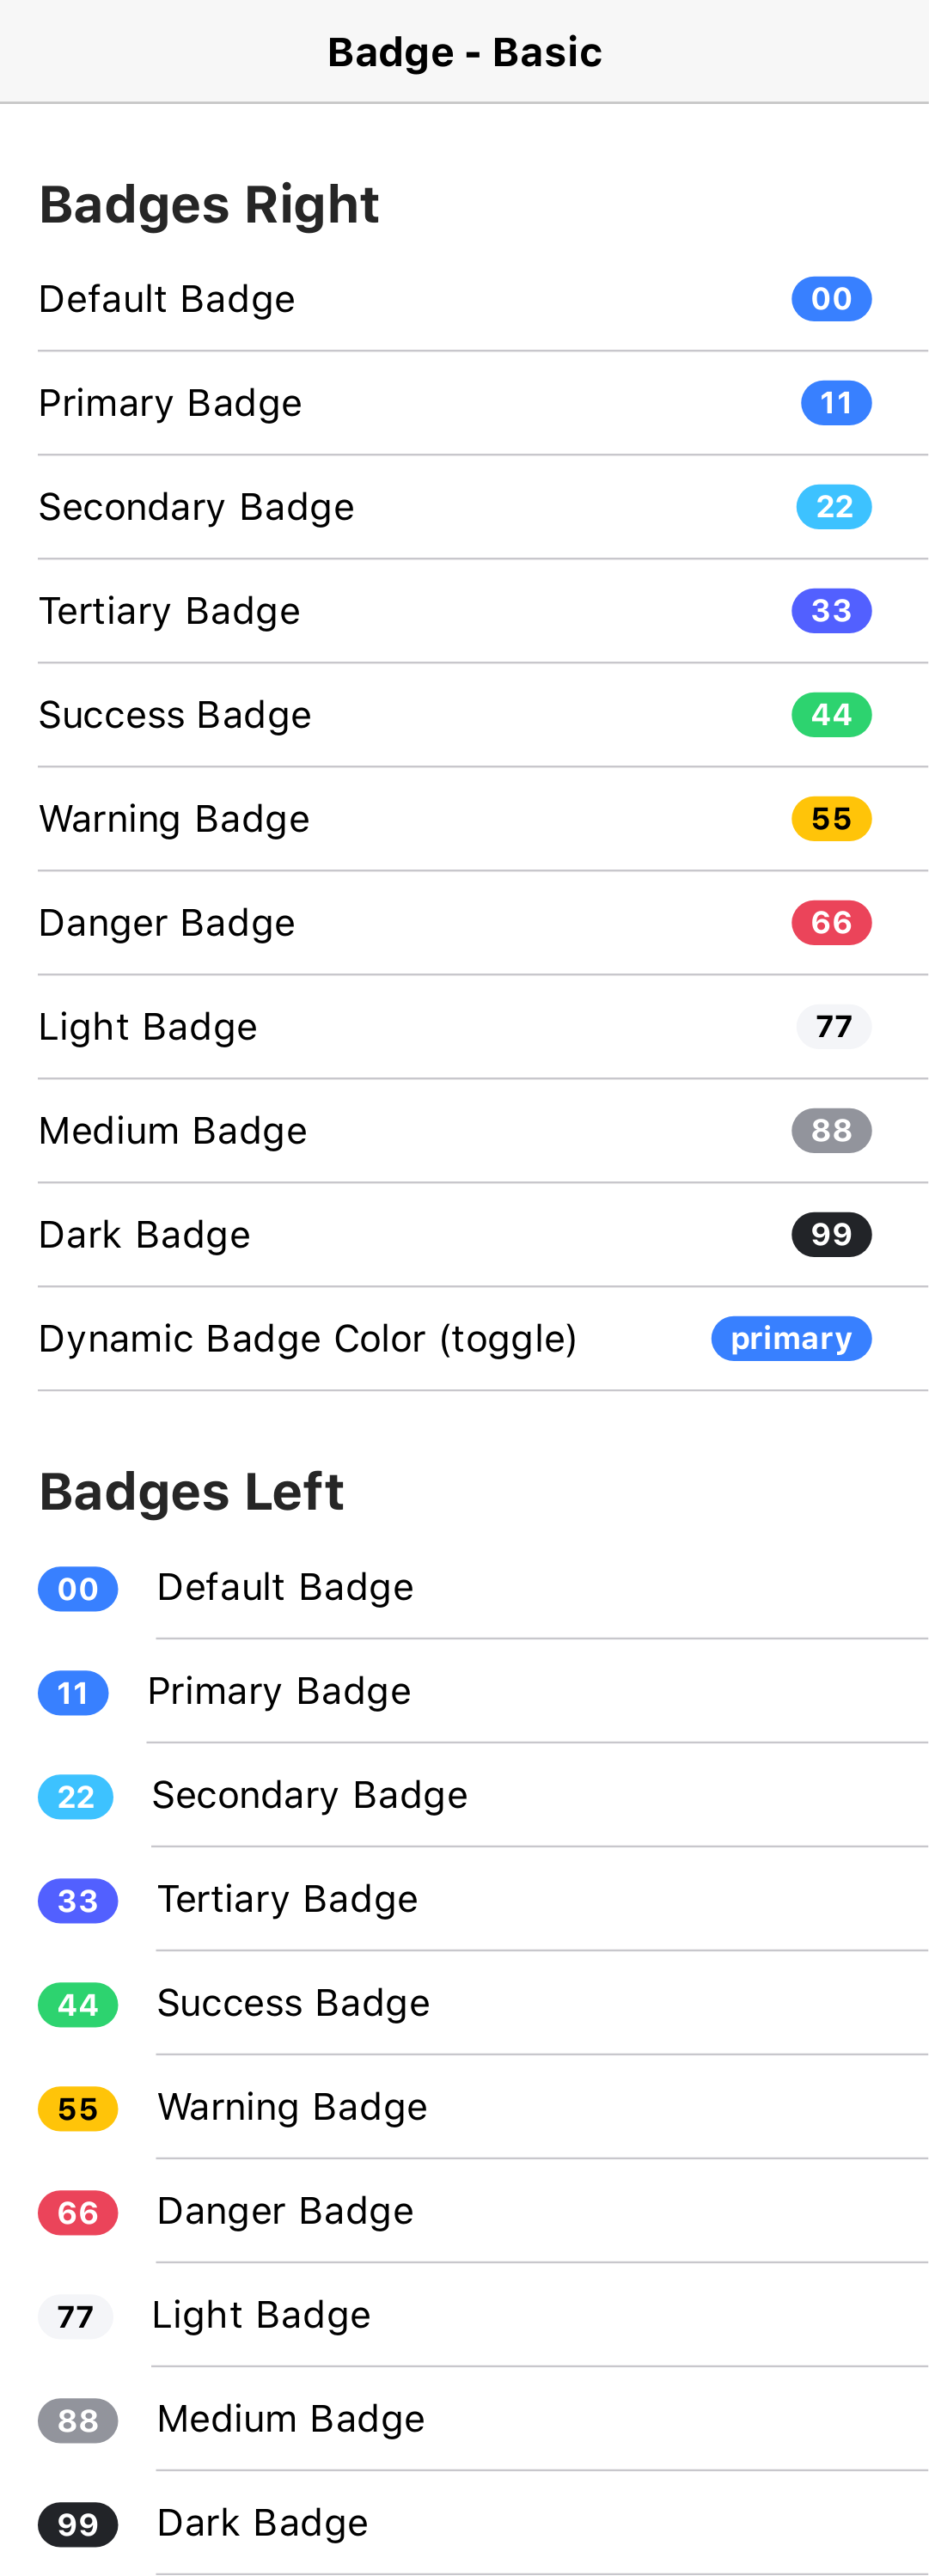 Badge - Basic
Badges Right
Default Badge 00
Primary Badge 11
Secondary Badge 22
Tertiary Badge 33
Success Badge 44
Warning Badge 55
Danger Badge 66
Light Badge 77
Medium Badge 88
Dark Badge 99
Dynamic Badge Color (toggle) primary
Badges Left
00 Default Badge
11 Primary Badge
22 Secondary Badge
33 Tertiary Badge
44 Success Badge
55 Warning Badge
66 Danger Badge
77 Light Badge
88 Medium Badge
99 Dark Badge